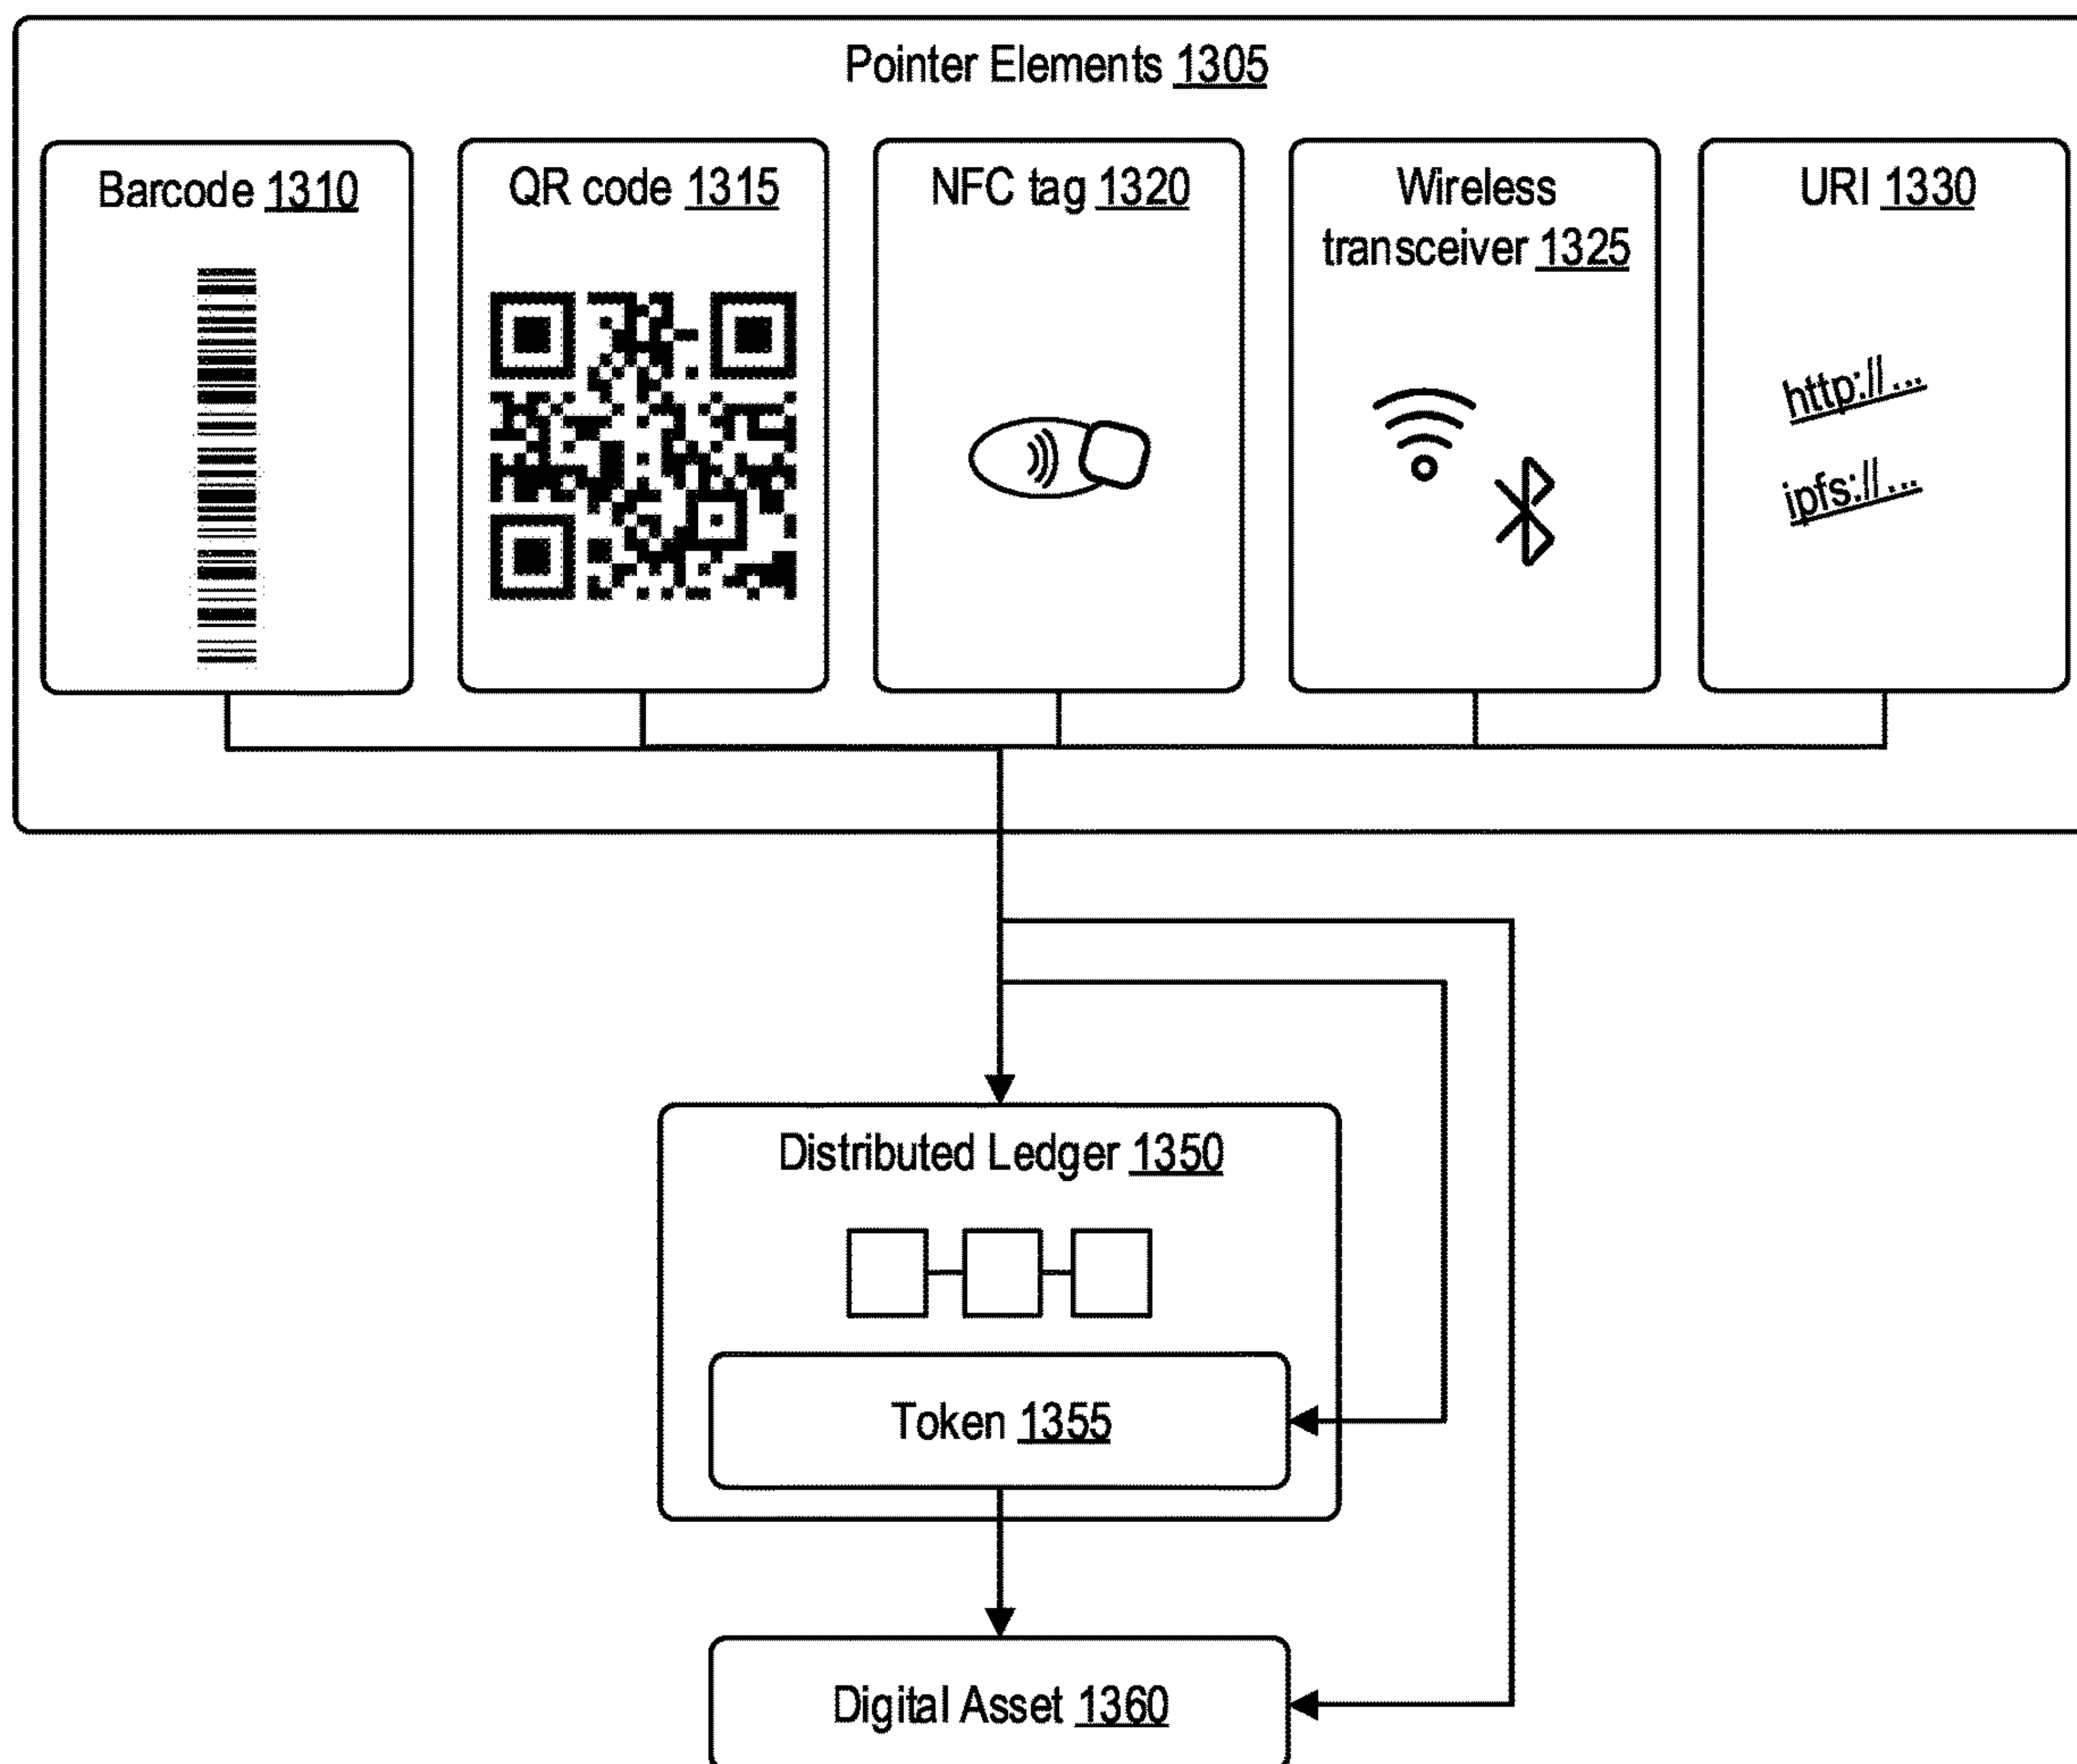 Pointer Elements 1305
Barcode 1310
QR code 1315
NFC tag 1320
Wireless
transceiver 1325
URI 1330
http://...
ipfs://...
Distributed Ledger 1350
Token 1355
Digital Asset 1360